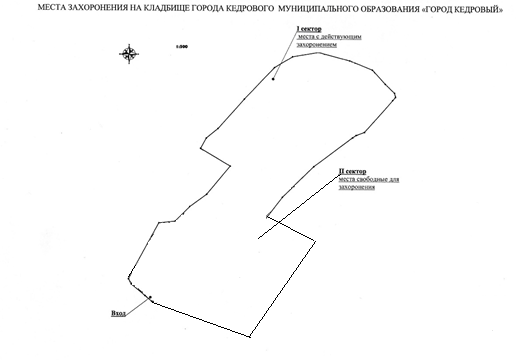 МЕСТА ЗАХОРОНЕНИЯ НА КЛАДБИЩЕ ГОРОДА КЕДРОВОГО МУНИЦИПАЛЬНОГО ОБРАЗОВАНИЯ «ГОРОД КЕДРОВЫЙ»
I сектор
места с действующим
захоронением
II сектор
места свободные для
захоронения
Вход